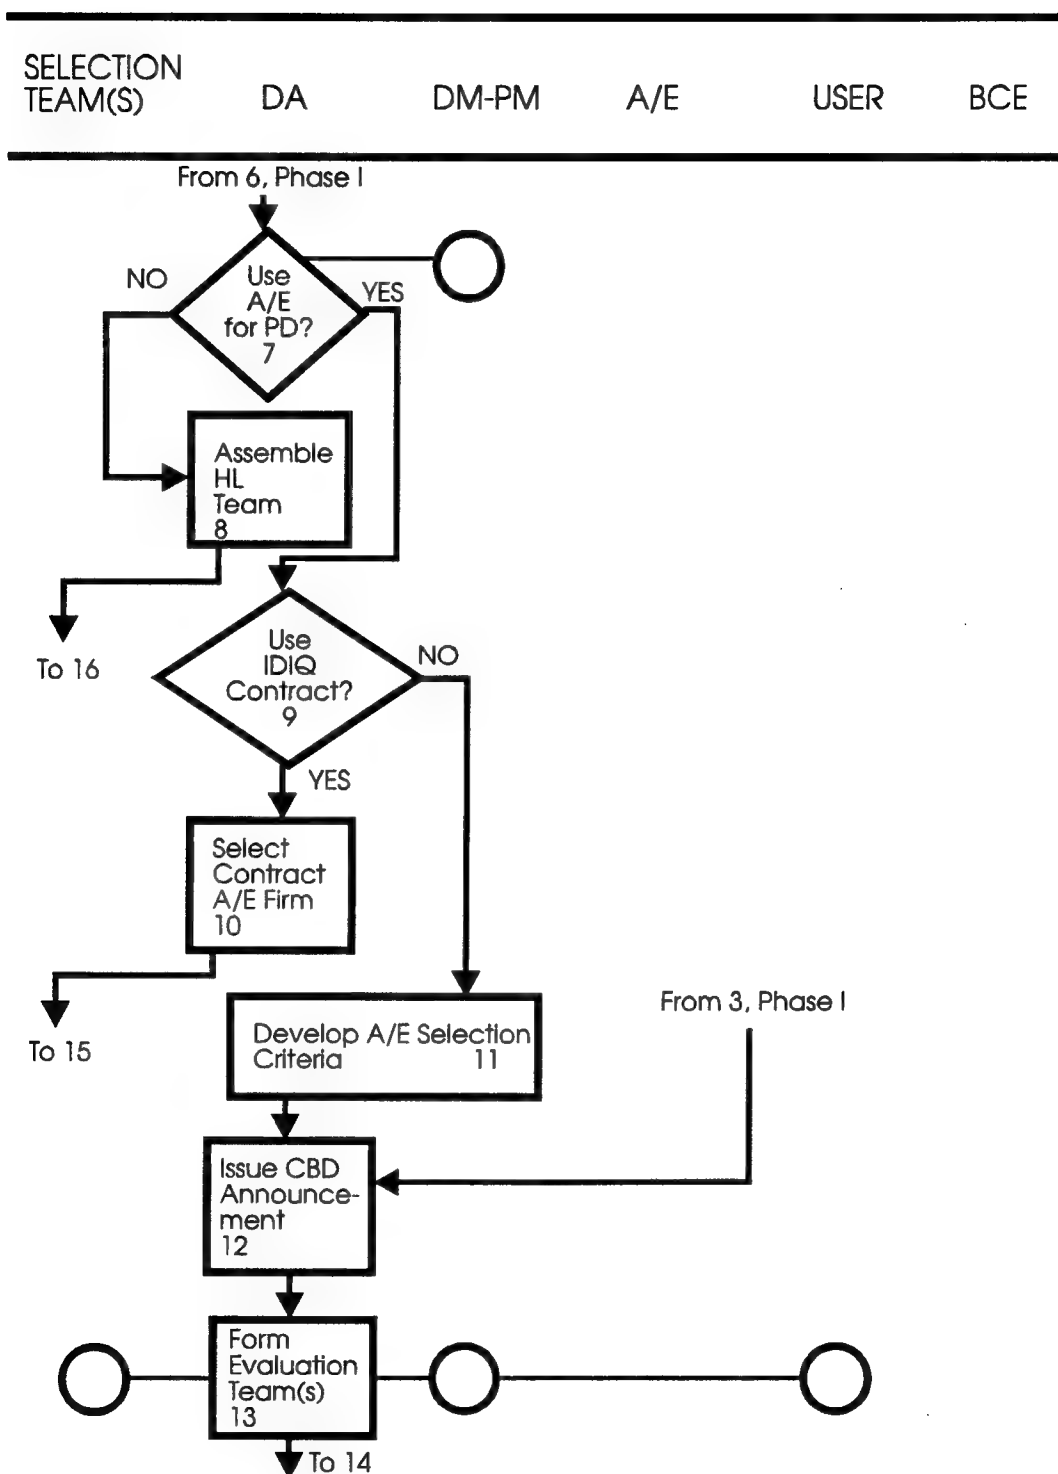 SELECTION
TEAM(S)
DA
DM-PM
A/E
USER
BCE
From 6, Phase I
NO
Use
A/E
for PD?
7
YES
Assemble
HL
Team
8
To 16
Use
IDIQ
Contract?
9
NO
YES
Select
Contract
A/E Firm
10
To 15
Develop A/E Selection
Criteria 11
From 3, Phase I
Issue CBD
Announce-
ment
12
Form
Evaluation
Team(s)
13
To 14